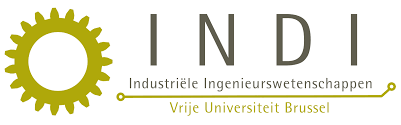 INDI
Industriële Ingenieurswetenschappen
Vrije Universiteit Brussel